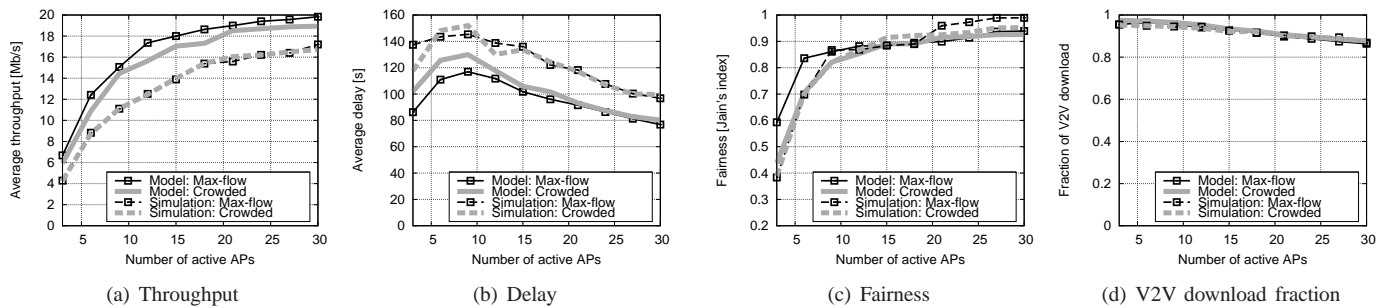 Average throughput [Mb/s]
20
18
16
14
12
10
8
6
4
2
0
Model: Max-flow
Model: Crowded
Simulation: Max-flow
Simulation: Crowded
5 10 15 20 25 30
Number of active APs
(a) Throughput
Average delay [s]
160
140
120
100
80
60
40
20
0
Model: Max-flow
Model: Crowded
Simulation: Max-flow
Simulation: Crowded
5 10 15 20 25 30
Number of active APs
(b) Delay
Fairness [Jain's index]
1
0.9
0.8
0.7
0.6
0.5
0.4
0.3
0.2
Model: Max-flow
Model: Crowded
Simulation: Max-flow
Simulation: Crowded
5 10 15 20 25 30
Number of active APs
(c) Fairness
Fraction of V2V download
1
0.8
0.6
0.4
0.2
0
Model: Max-flow
Model: Crowded
Simulation: Max-flow
Simulation: Crowded
5 10 15 20 25 30
Number of active APs
(d) V2V download fraction